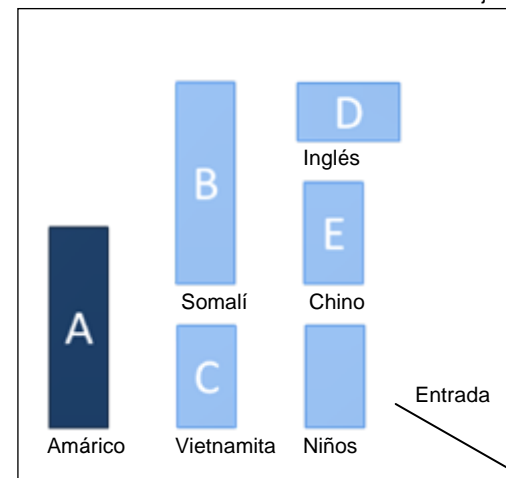 D
Inglés
B
E
Somalí
Chino
A
C
Entrada
Amárico
Vietnamita
Niños